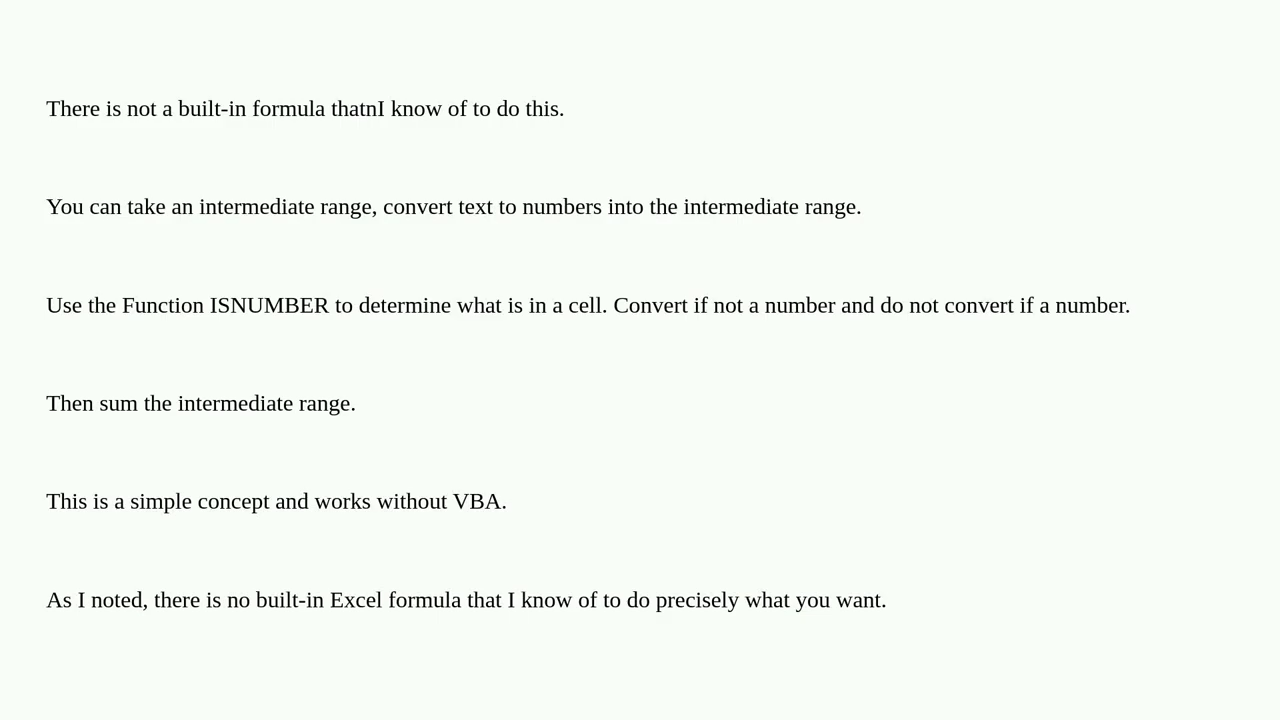 There is not a built-in formula thatnI know of to do this.
You can take an intermediate range, convert text to numbers into the intermediate range.
Use the Function ISNUMBER to determine what is in a cell. Convert if not a number and do not convert if a number.
Then sum the intermediate range.
This is a simple concept and works without VBA.
As I noted, there is no built-in Excel formula that I know of to do precisely what you want.